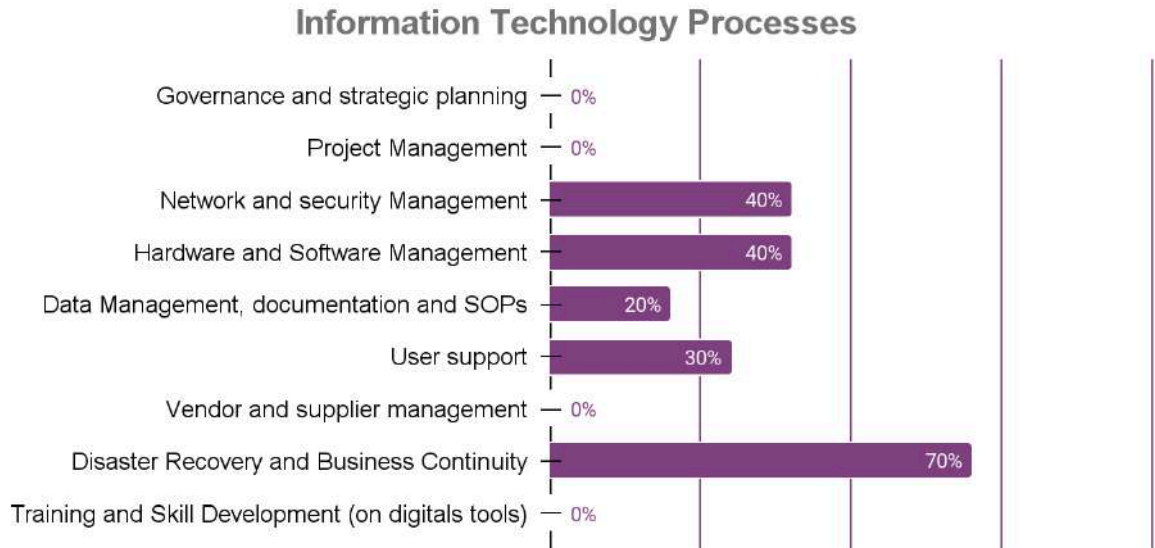 Information Technology Processes
Governance and strategic planning 0%
Project Management 0%
Network and security Management 40%
Hardware and Software Management 40%
Data Management, documentation and SOPs 20%
User support 30%
Vendor and supplier management 0%
Disaster Recovery and Business Continuity 70%
Training and Skill Development (on digitals tools) 0%